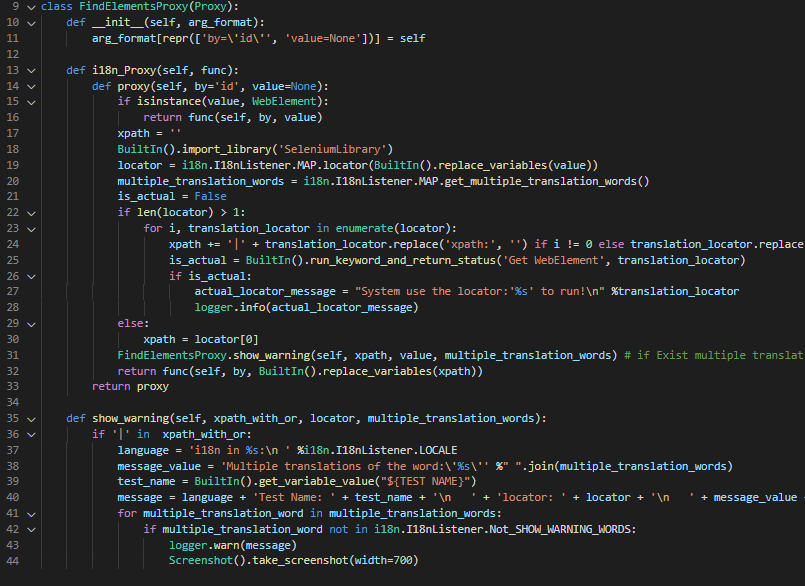 9 class FindElementsProxy(Proxy):
10     def __init__(self, arg_format):
11         arg_format[repr(['by=\'id\'', 'value=None'])] = self
12
13     def i18n_Proxy(self, func):
14         def proxy(self, by='id', value=None):
15             if isinstance(value, WebElement):
16                 return func(self, by, value)
17             xpath = ''
18             BuiltIn().import_library('SeleniumLibrary')
19             locator = i18n.I18nListener.MAP.locator(BuiltIn().replace_variables(value))
20             multiple_translation_words = i18n.I18nListener.MAP.get_multiple_translation_words()
21             is_actual = False
22             if len(locator) > 1:
23                 for i, translation_locator in enumerate(locator):
24                     xpath += '|' + translation_locator.replace('xpath:', '') if i != 0 else translation_locator.replace
25                     is_actual = BuiltIn().run_keyword_and_return_status('Get WebElement', translation_locator)
26                     if is_actual:
27                         actual_locator_message = "System use the locator:'%s' to run!\n" %translation_locator
28                         logger.info(actual_locator_message)
29             else:
30                 xpath = locator[0]
31             FindElementsProxy.show_warning(self, xpath, value, multiple_translation_words) # if Exist multiple translat
32             return func(self, by, BuiltIn().replace_variables(xpath))
33         return proxy
34
35     def show_warning(self, xpath_with_or, locator, multiple_translation_words):
36         if '|' in  xpath_with_or:
37             language = 'i18n in %s:\n ' %i18n.I18nListener.LOCALE
38             message_value = 'Multiple translations of the word:\'%s\'' %" ".join(multiple_translation_words)
39             test_name = BuiltIn().get_variable_value("${TEST NAME}")
40             message = language + 'Test Name: ' + test_name + '\n   ' + 'locator: ' + locator + '\n   ' + message_value
41             for multiple_translation_word in multiple_translation_words:
42                 if multiple_translation_word not in i18n.I18nListener.Not_SHOW_WARNING_WORDS:
43                     logger.warn(message)
44                     Screenshot().take_screenshot(width=700)